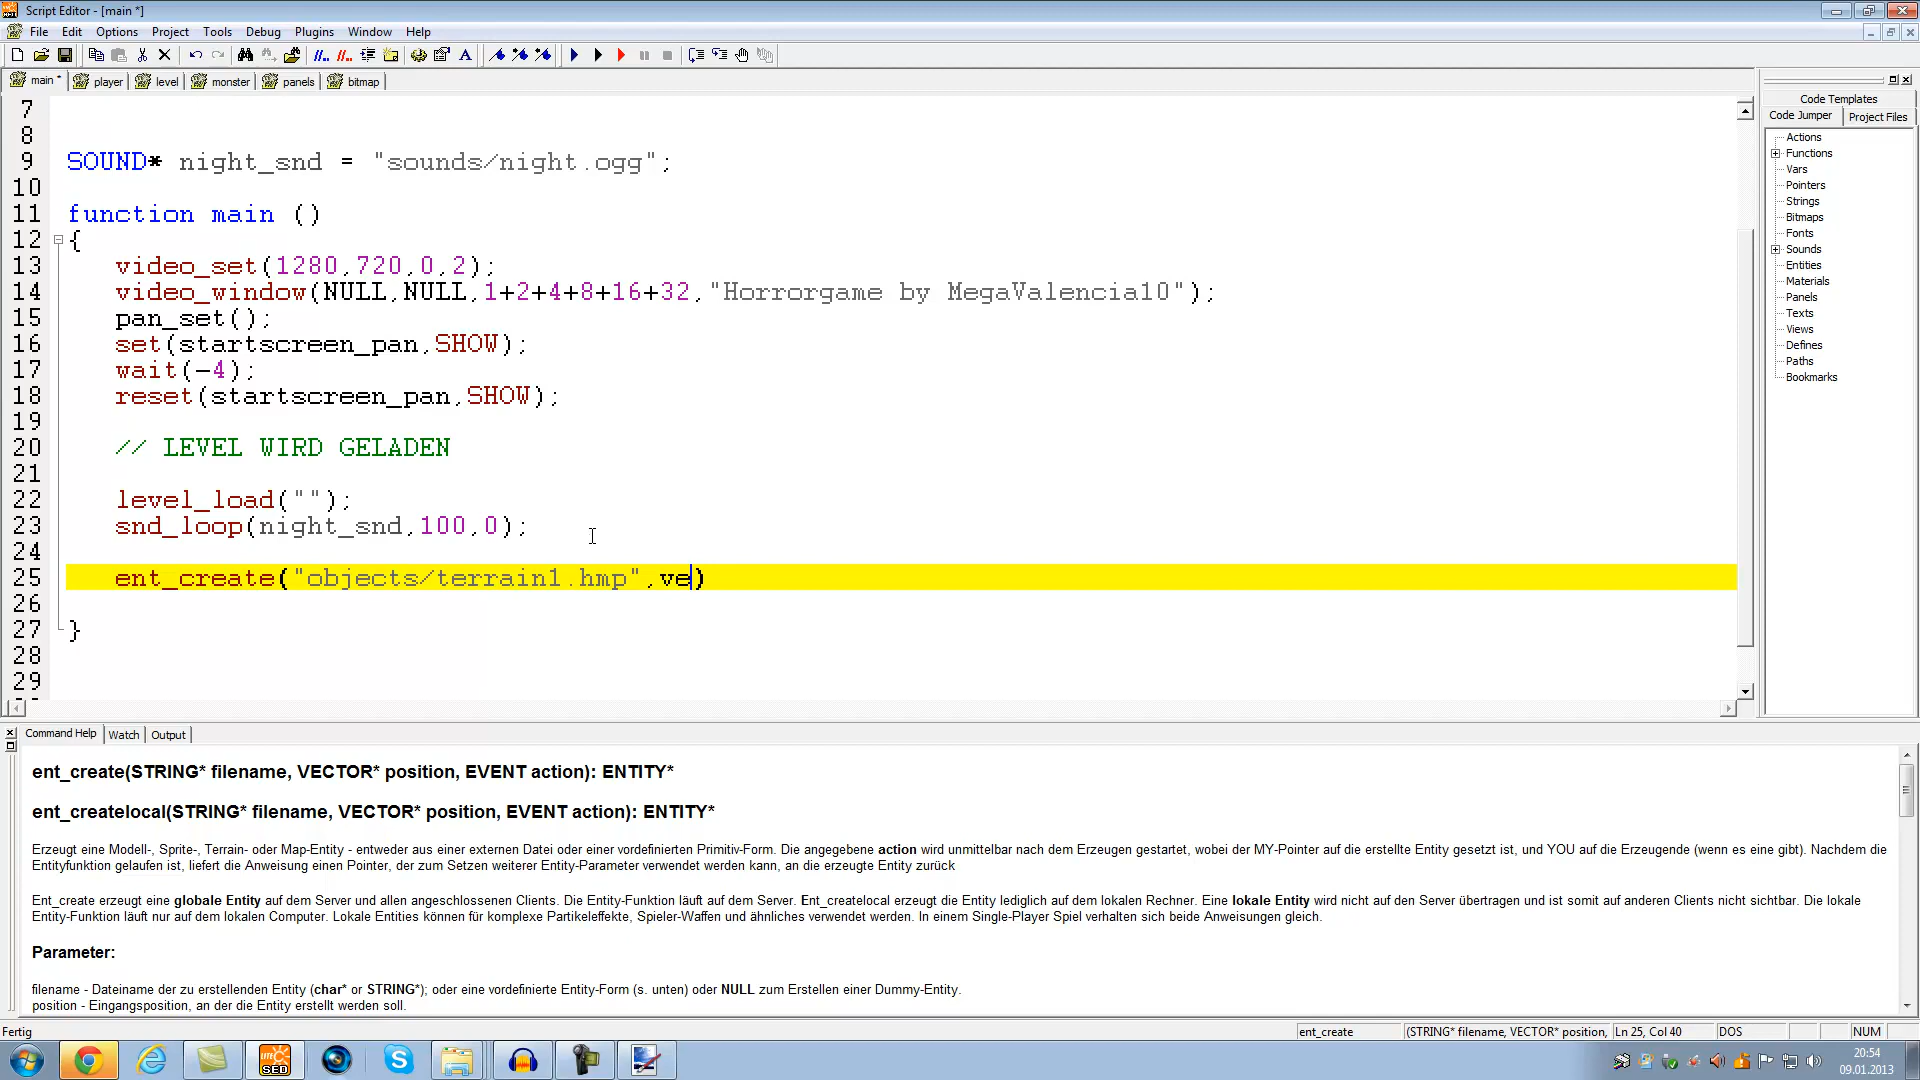 Script Editor - [main *]
File Edit Options Project Tools Debug Plugins Window Help
main * player level monster panels bitmap
7
8
9 SOUND* night_snd = "sounds/night.ogg";
10
11 function main ()
12 {
13 video_set(1280,720,0,2);
14 video_window(NULL,NULL,1+2+4+8+16+32,"Horrorgame by MegaValencia10");
15 pan_set();
16 set(startscreen_pan,SHOW);
17 wait(-4);
18 reset(startscreen_pan,SHOW);
19
20 // LEVEL WIRD GELADEN
21
22 level_load("");
23 snd_loop(night_snd,100,0);
24
25 ent_create("objects/terrain1.hmp",ve)
26
27 }
28
29
Code Templates
Code Jumper Project Files
Actions
Functions
Vars
Pointers
Strings
Bitmaps
Fonts
Sounds
Entities
Materials
Panels
Texts
Views
Defines
Paths
Bookmarks
Command Help Watch Output
ent_create(STRING* filename, VECTOR* position, EVENT action): ENTITY*
ent_createlocal(STRING* filename, VECTOR* position, EVENT action): ENTITY*
Erzeugt eine Modell-, Sprite-, Terrain- oder Map-Entity - entweder aus einer externen Datei oder einer vordefinierten Primitiv-Form. Die angegebene action wird unmittelbar nach dem Erzeugen gestartet, wobei der MY-Pointer auf die erstellte Entity gesetzt ist, und YOU auf die Erzeugende (wenn es eine gibt). Nachdem die
Entityfunktion gelaufen ist, liefert die Anweisung einen Pointer, der zum Setzen weiterer Entity-Parameter verwendet werden kann, an die erzeugte Entity zurück
Ent_create erzeugt eine globale Entity auf dem Server und allen angeschlossenen Clients. Die Entity-Funktion läuft auf dem Server. Ent_createlocal erzeugt die Entity lediglich auf dem lokalen Rechner. Eine lokale Entity wird nicht auf den Server übertragen und ist somit auf anderen Clients nicht sichtbar. Die lokale
Entity-Funktion läuft nur auf dem lokalen Computer. Lokale Entities können für komplexe Partikeleffekte, Spieler-Waffen und ähnliches verwendet werden. In einem Single-Player Spiel verhalten sich beide Anweisungen gleich.
Parameter:
filename - Dateiname der zu erstellenden Entity (char* or STRING*); oder eine vordefinierte Entity-Form (s. unten) oder NULL zum Erstellen einer Dummy-Entity.
position - Eingangsposition, an der die Entity erstellt werden soll.
Fertig ent_create (STRING* filename, VECTOR* position, Ln 25, Col 40 DOS NUM
SED
20:54
09.01.2013